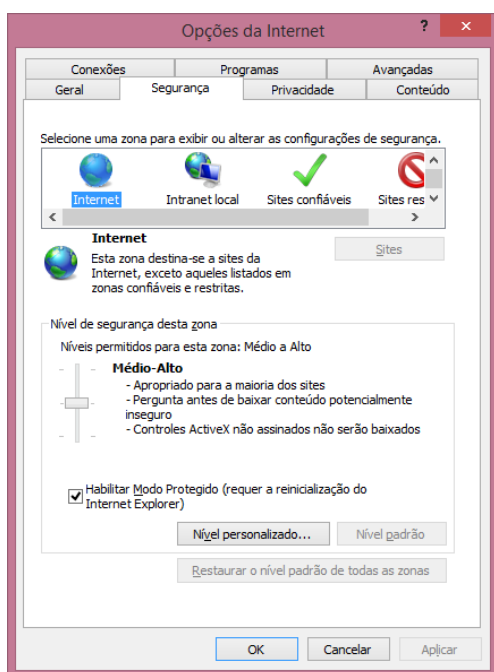 Opções da Internet ?
Conexões Programas Avançadas
Geral Segurança Privacidade Conteúdo
Selecione uma zona para exibir ou alterar as configurações de segurança.
Internet Intranet local Sites confiáveis Sites res
Internet
Esta zona destina-se a sites da
Internet, exceto aqueles listados em
zonas confiáveis e restritas.
Sites
Nível de segurança desta zona
Níveis permitidos para esta zona: Médio a Alto
Médio-Alto
- Apropriado para a maioria dos sites
- Pergunta antes de baixar conteúdo potencialmente
inseguro
- Controles ActiveX não assinados não serão baixados
Habilitar Modo Protegido (requer a reinicialização do
Internet Explorer)
Nível personalizado... Nível padrão
Restaurar o nível padrão de todas as zonas
OK Cancelar Aplicar